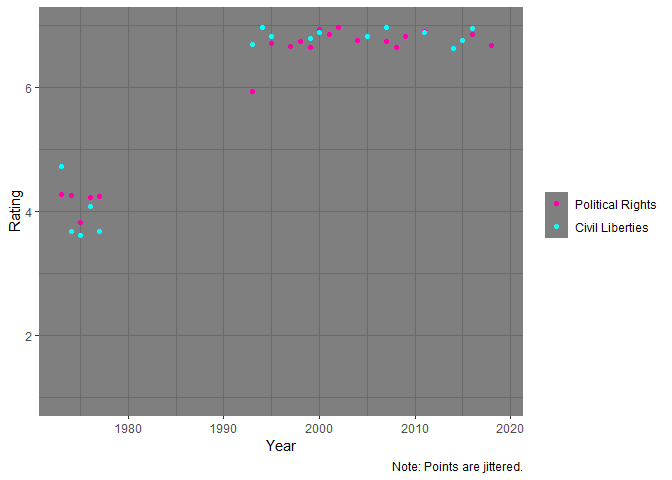 Rating
6
4
2
1980 1990 2000 2010 2020
Year
Political Rights
Civil Liberties
Note: Points are jittered.